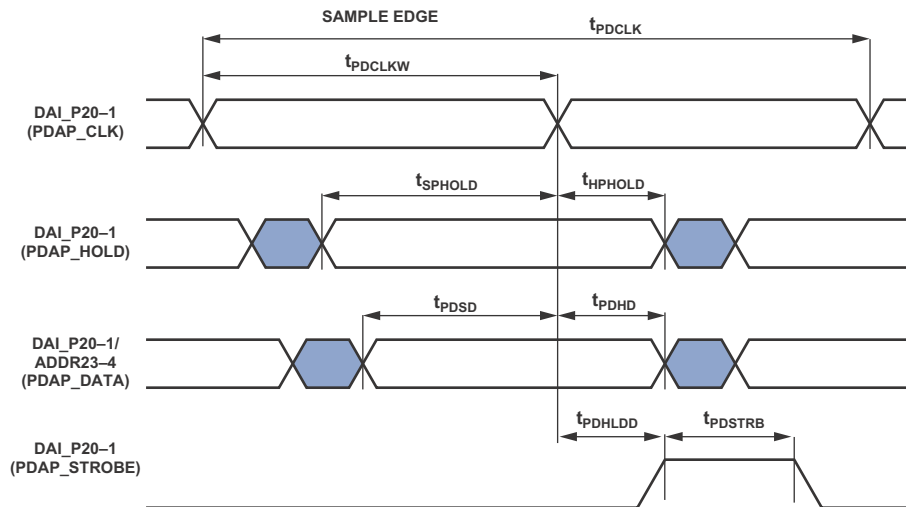 SAMPLE EDGE
tPDCLK
tPDCLKW
DAI_P20–1
(PDAP_CLK)
tSPHOLD
tHPHOLD
DAI_P20–1
(PDAP_HOLD)
tPDSD
tPDHD
DAI_P20–1/
ADDR23–4
(PDAP_DATA)
tPDHLDD
tPDSTRB
DAI_P20–1
(PDAP_STROBE)